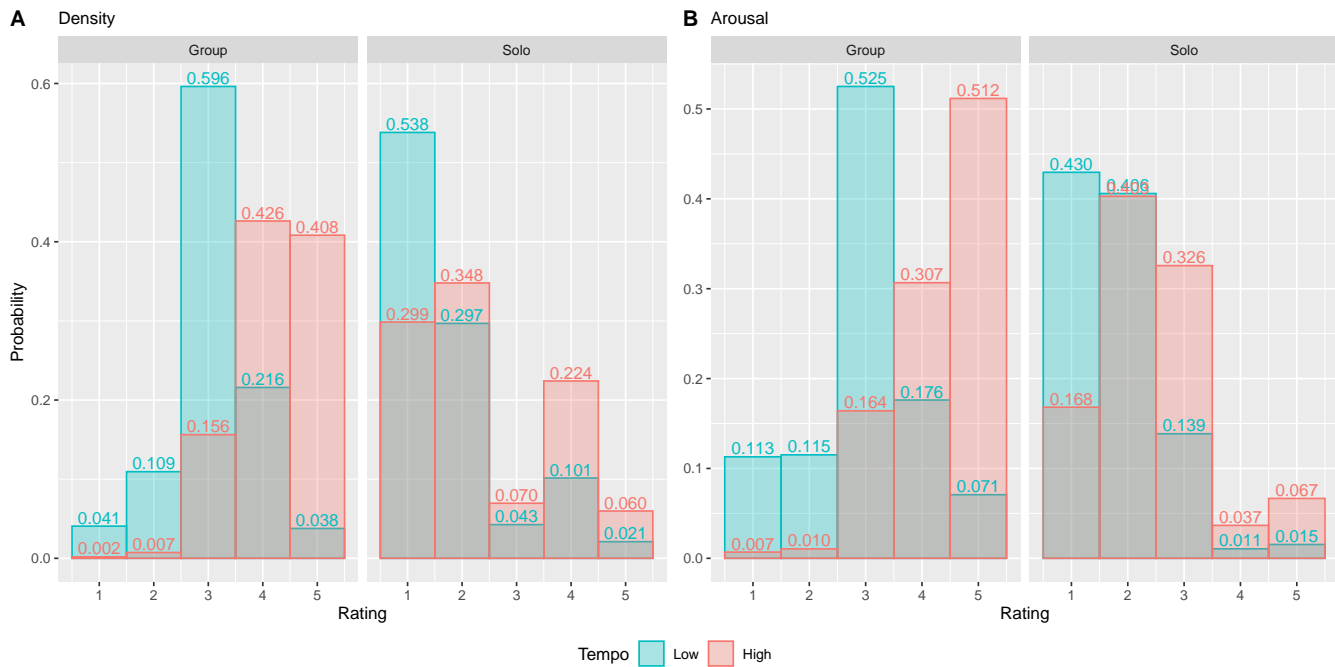 A Density
Group Solo
0.6
0.4
0.2
0.0
Probability
0.041 0.002 0.109 0.007 0.596 0.156 0.426 0.216 0.408 0.038
0.538 0.299 0.348 0.297 0.070 0.043 0.224 0.101 0.060 0.021
1 2 3 4 5 1 2 3 4 5
Rating
B Arousal
Group Solo
0.5
0.4
0.3
0.2
0.1
0.0
0.113 0.007 0.115 0.010 0.525 0.164 0.307 0.176 0.512 0.071
0.430 0.168 0.406 0.326 0.139 0.037 0.011 0.067 0.015
1 2 3 4 5 1 2 3 4 5
Rating
Tempo Low High